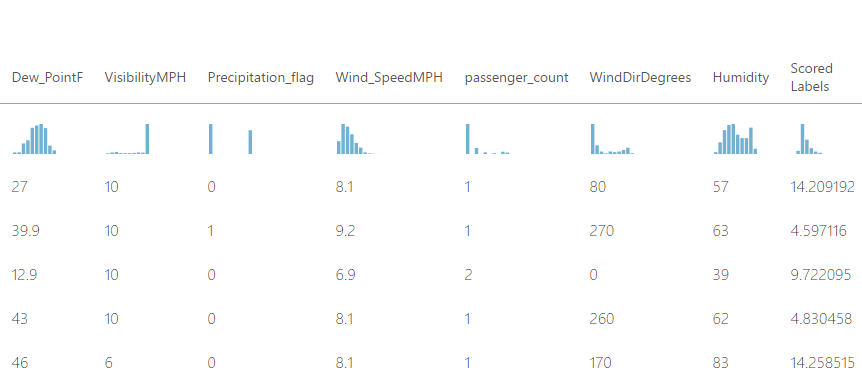 Dew_PointF VisibilityMPH Precipitation_flag Wind_SpeedMPH passenger_count WindDirDegrees Humidity Scored Labels
27 10 0 8.1 1 80 57 14.209192
39.9 10 1 9.2 1 270 63 4.597116
12.9 10 0 6.9 2 0 39 9.722095
43 10 0 8.1 1 260 62 4.830458
46 6 0 8.1 1 170 83 14.258515